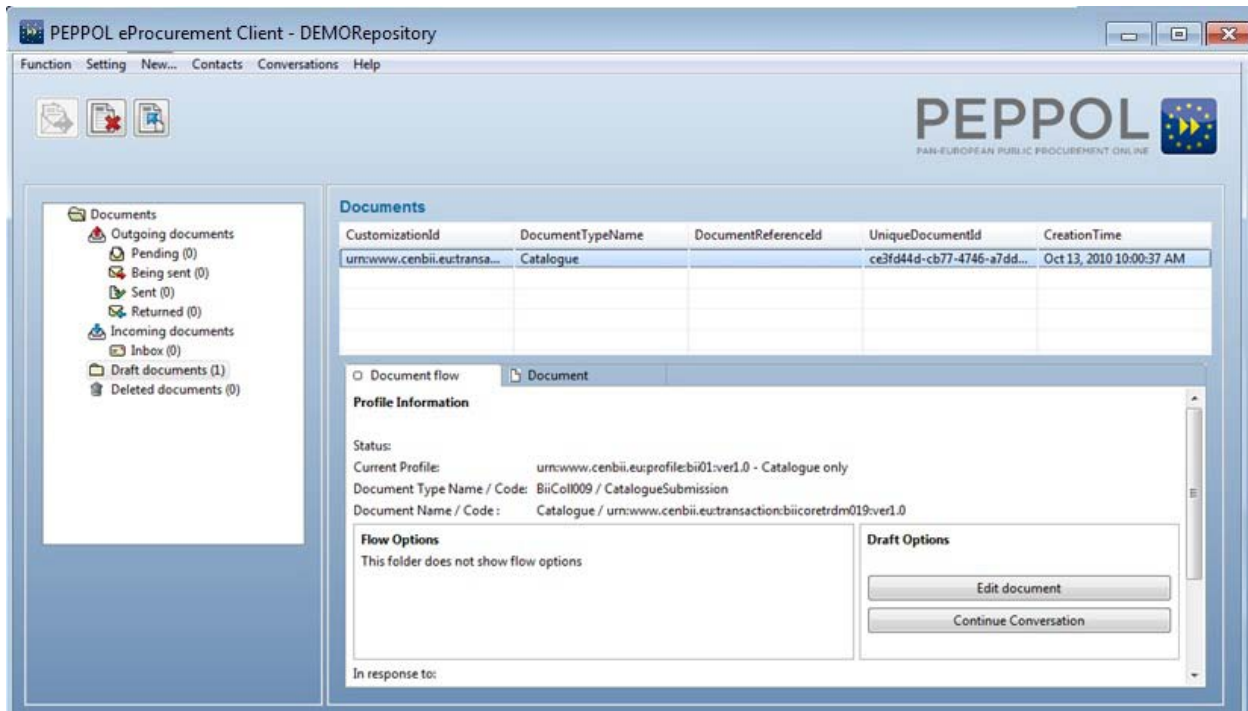 PEPPOL eProcurement Client - DEMORepository
Function Setting New... Contacts Conversations Help
PEPPOL
PAN-EUROPEAN PUBLIC PROCUREMENT ONLINE
Documents
Outgoing documents
Pending (0)
Being sent (0)
Sent (0)
Returned (0)
Incoming documents
Inbox (0)
Draft documents (1)
Deleted documents (0)
Documents
CustomizationId DocumentTypeName DocumentReferenceId UniqueDocumentId CreationTime
urn:www.cenbii.eu:transa... Catalogue ce3fd44d-cb77-4746-a7dd... Oct 13, 2010 10:00:37 AM
Document flow Document
Profile Information
Status:
Current Profile: urn:www.cenbii.eu:profile:bii01:ver1.0 - Catalogue only
Document Type Name / Code: BiiColl009 / CatalogueSubmission
Document Name / Code : Catalogue / urn:www.cenbii.eu:transaction:biicoretrdm019:ver1.0
Flow Options
This folder does not show flow options
Draft Options
Edit document
Continue Conversation
In response to: